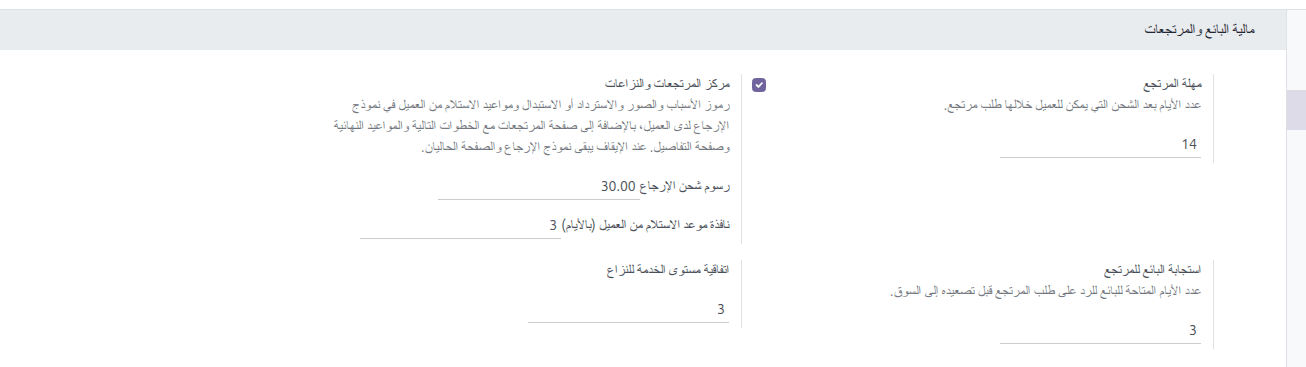 مالية البائع والمرتجعات
مهلة المرتجع
عدد الأيام بعد الشحن التي يمكن للعميل خلالها طلب مرتجع.
14
مركز المرتجعات والنزاعات
رموز الأسباب والصور والاسترداد أو الاستبدال ومواعيد الاستلام من العميل في نموذج
الإرجاع لدى العميل، بالإضافة إلى صفحة المرتجعات مع الخطوات التالية والمواعيد النهائية
وصفحة التفاصيل. عند الإيقاف يبقى نموذج الإرجاع والصفحة الحاليان.
رسوم شحن الإرجاع 30.00
نافذة موعد الاستلام من العميل (بالأيام) 3
استجابة البائع للمرتجع
عدد الأيام المتاحة للبائع للرد على طلب المرتجع قبل تصعيده إلى السوق.
3
اتفاقية مستوى الخدمة للنزاع
3